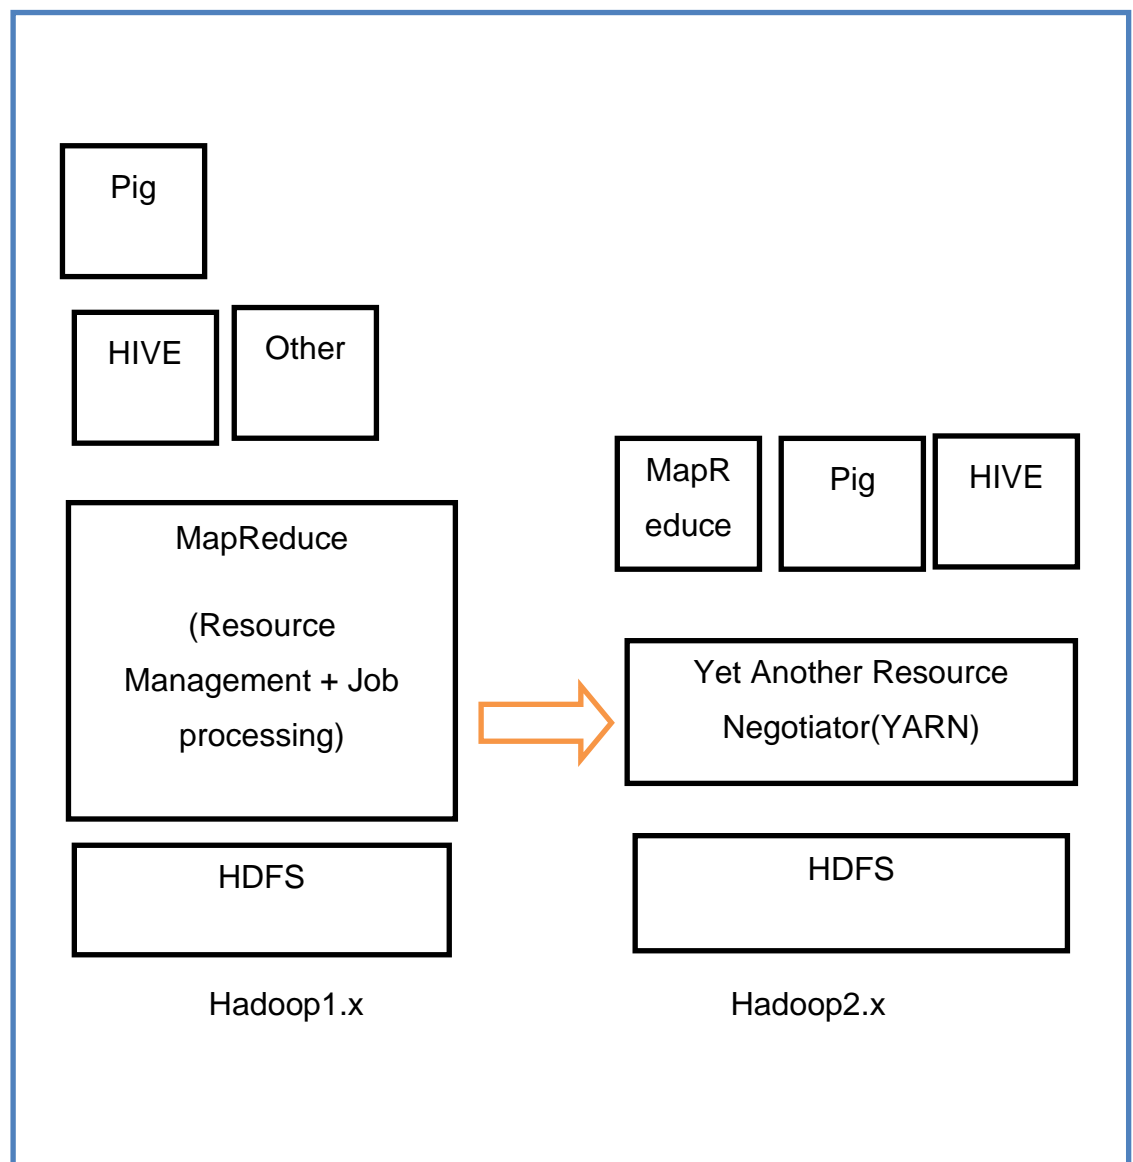 Pig
HIVE
Other
MapReduce
(Resource
Management + Job
processing)
HDFS
Hadoop1.x
MapR
educe
Pig
HIVE
Yet Another Resource
Negotiator(YARN)
HDFS
Hadoop2.x